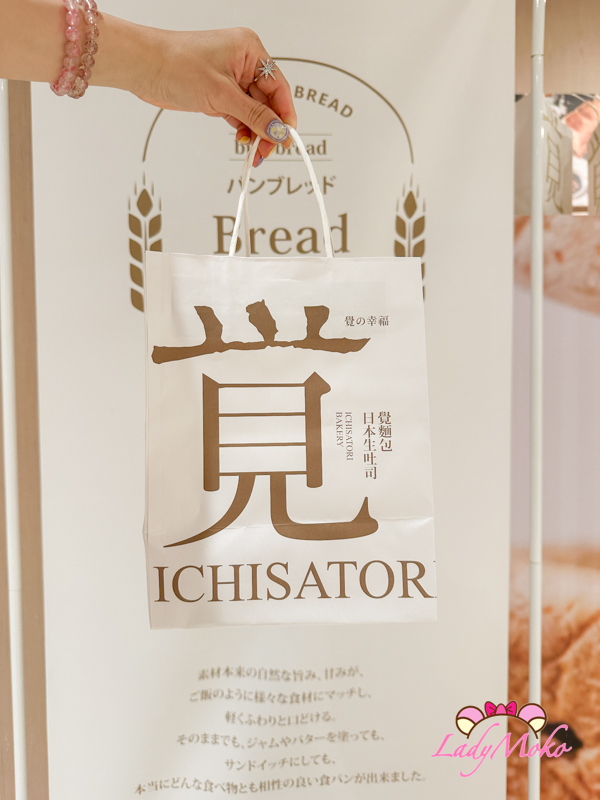 BREAD
bread
パンブレッド
Bread
覺の幸福
覚
覺麵包
日本生吐司
ICHISATORI
BAKERY
ICHISATORI
素材本来の自然な旨み、甘みが、
ご飯のように様々な食材にマッチし、
軽くふわりと口どける。
そのままでも、ジャムやバターを塗っても、
サンドイッチにしても、
本当にどんな食べ物とも相性の良い食パンが出来ました。
LadyMoko